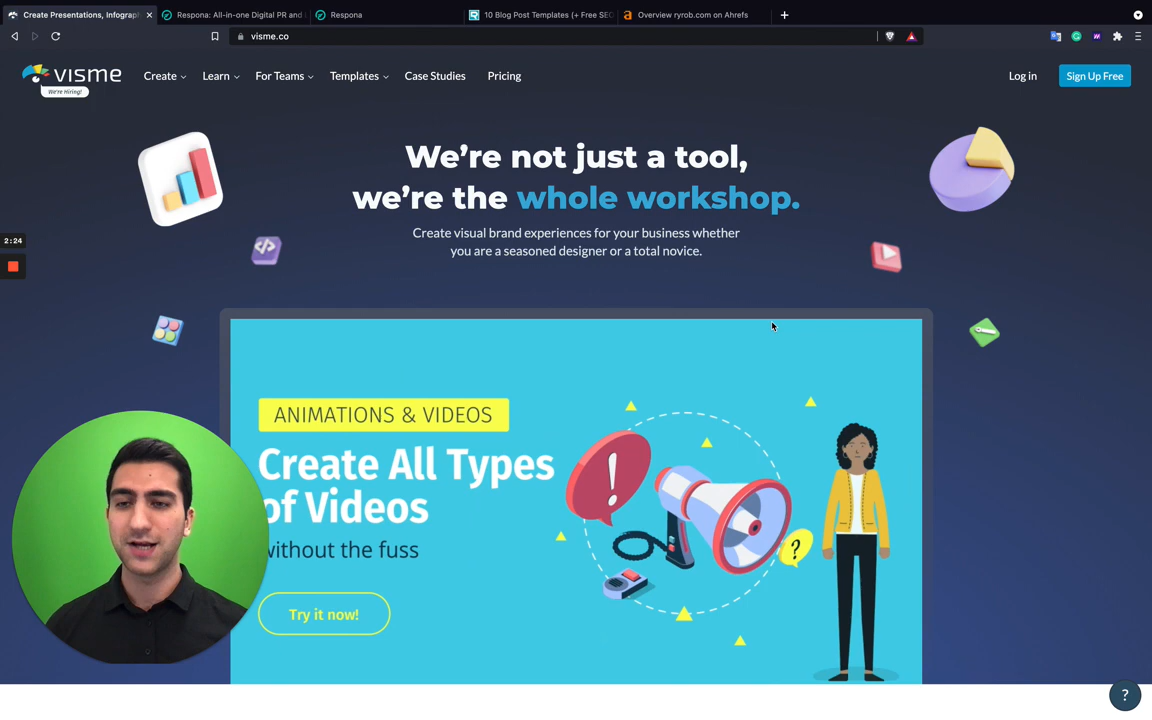 Create Presentations, Infograp
Respona: All-in-one Digital PR and
Respona
10 Blog Post Templates (+ Free SEO
Overview ryrob.com on Ahrefs
visme.co
visme
We're Hiring!
Create
Learn
For Teams
Templates
Case Studies
Pricing
Log in
Sign Up Free
We're not just a tool,
we're the whole workshop.
Create visual brand experiences for your business whether
you are a seasoned designer or a total novice.
2:24
ANIMATIONS & VIDEOS
Create All Types
of Videos
without the fuss
Try it now!
!
?
?